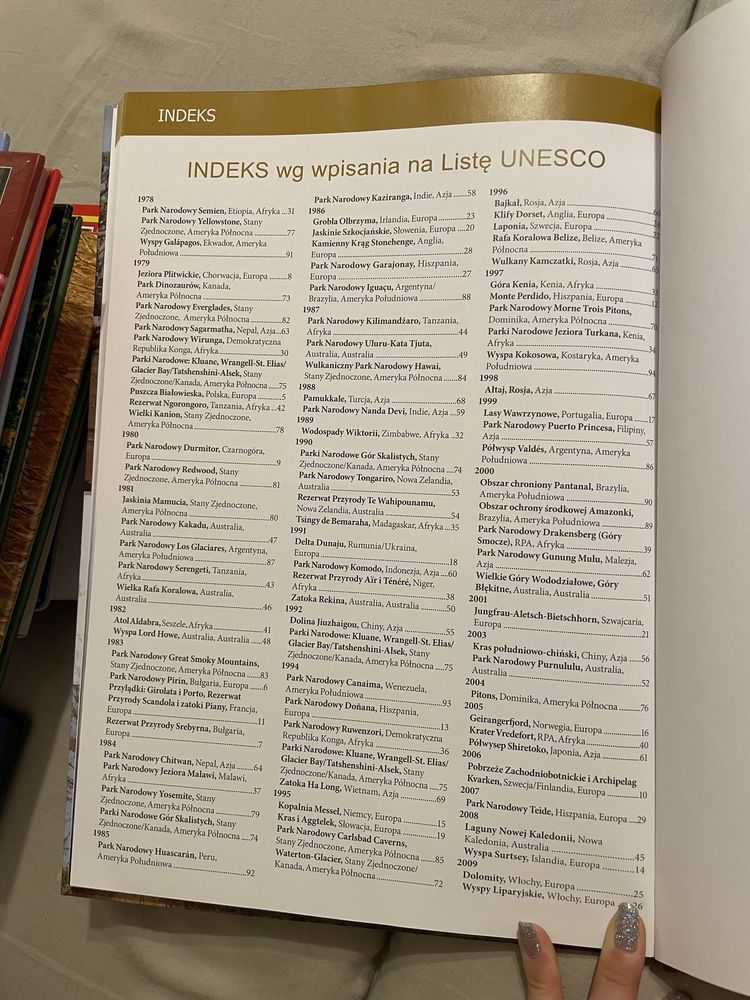 INDEKS
INDEKS wg wpisania na Listę UNESCO
1978
Park Narodowy Semien, Etiopia, Afryka ...31
Park Narodowy Yellowstone, Stany
Zjednoczone, Ameryka Północna ...77
Wyspy Galápagos, Ekwador, Ameryka
Południowa ...91
1979
Jeziora Plitwickie, Chorwacja, Europa ...8
Park Dinozaurów, Kanada,
Ameryka Północna ...73
Park Narodowy Everglades, Stany
Zjednoczone, Ameryka Północna ...82
Park Narodowy Sagarmatha, Nepal, Azja...63
Park Narodowy Wirunga, Demokratyczna
Republika Konga, Afryka...30
Parki Narodowe: Kluane, Wrangell-St. Elias/
Glacier Bay/Tatshenshini-Alsek, Stany
Zjednoczone/Kanada, Ameryka Północna ...75
Puszcza Białowieska, Polska, Europa ...5
Rezerwat Ngorongoro, Tanzania, Afryka ...42
Wielki Kanion, Stany Zjednoczone,
Ameryka Północna ...78
1980
Park Narodowy Durmitor, Czarnogóra,
Europa ...9
Park Narodowy Redwood, Stany
Zjednoczone, Ameryka Północna ...81
1981
Jaskinia Mamucia, Stany Zjednoczone,
Ameryka Północna ...80
Park Narodowy Kakadu, Australia,
Australia ...47
Park Narodowy Los Glaciares, Argentyna,
Ameryka Południowa ...87
Park Narodowy Serengeti, Tanzania,
Afryka ...43
Wielka Rafa Koralowa, Australia,
Australia ...46
1982
Atol Aldabra, Seszele, Afryka ...41
Wyspa Lord Howe, Australia, Australia ...48
1983
Park Narodowy Great Smoky Mountains,
Stany Zjednoczone, Ameryka Północna ...83
Park Narodowy Pirin, Bułgaria, Europa ...6
Przylądki: Girolata i Porto, Rezerwat
Przyrody Scandola i zatoki Piany, Francja,
Europa ...11
Rezerwat Przyrody Srebyrna, Bułgaria,
Europa ...7
1984
Park Narodowy Chitwan, Nepal, Azja ...64
Park Narodowy Jeziora Malawi, Malawi,
Afryka ...37
Park Narodowy Yosemite, Stany
Zjednoczone, Ameryka Północna ...79
Parki Narodowe Gór Skalistych, Stany
Zjednoczone/Kanada, Ameryka Północna ...74
1985
Park Narodowy Huascarán, Peru,
Ameryka Południowa ...92
Park Narodowy Kaziranga, Indie, Azja ...58
1986
Grobla Olbrzyma, Irlandia, Europa ...23
Jaskinie Szkocjańskie, Słowenia, Europa ...20
Kamienny Krąg Stonehenge, Anglia,
Europa ...28
Park Narodowy Garajonay, Hiszpania,
Europa ...27
Park Narodowy Iguaçu, Argentyna/
Brazylia, Ameryka Południowa ...88
1987
Park Narodowy Kilimandżaro, Tanzania,
Afryka ...44
Park Narodowy Uluru-Kata Tjuta,
Australia, Australia ...49
Wulkaniczny Park Narodowy Hawai,
Stany Zjednoczone, Ameryka Północna ...84
1988
Pamukkale, Turcja, Azja ...68
Park Narodowy Nanda Devi, Indie, Azja ...59
1989
Wodospady Wiktorii, Zimbabwe, Afryka ...32
1990
Parki Narodowe Gór Skalistych, Stany
Zjednoczone/Kanada, Ameryka Północna ...74
Park Narodowy Tongariro, Nowa Zelandia,
Australia ...53
Rezerwat Przyrody Te Wahipounamu,
Nowa Zelandia, Australia ...54
Tsingy de Bemaraha, Madagaskar, Afryka ...35
1991
Delta Dunaju, Rumunia/Ukraina,
Europa ...18
Park Narodowy Komodo, Indonezja, Azja ...60
Rezerwat Przyrody Aïr i Ténéré, Niger,
Afryka ...38
Zatoka Rekina, Australia, Australia ...50
1992
Dolina Jiuzhaigou, Chiny, Azja ...55
Parki Narodowe: Kluane, Wrangell-St. Elias/
Glacier Bay/Tatshenshini-Alsek, Stany
Zjednoczone/Kanada, Ameryka Północna ...75
1994
Park Narodowy Canaima, Wenezuela,
Ameryka Południowa ...93
Park Narodowy Doñana, Hiszpania,
Europa ...13
Park Narodowy Ruwenzori, Demokratyczna
Republika Konga, Afryka ...36
Parki Narodowe: Kluane, Wrangell-St. Elias/
Glacier Bay/Tatshenshini-Alsek, Stany
Zjednoczone/Kanada, Ameryka Północna ...75
Zatoka Ha Long, Wietnam, Azja ...69
1995
Kopalnia Messel, Niemcy, Europa ...15
Kras i Aggtelek, Słowacja, Europa ...19
Park Narodowy Carlsbad Caverns,
Stany Zjednoczone, Ameryka Północna ...85
Waterton-Glacier, Stany Zjednoczone/
Kanada, Ameryka Północna ...72
1996
Bajkał, Rosja, Azja
Klify Dorset, Anglia, Europa
Laponia, Szwecja, Europa
Rafa Koralowa Belize, Belize, Ameryka
Północna
Wulkany Kamczatki, Rosja, Azja
1997
Góra Kenia, Kenia, Afryka
Monte Perdido, Hiszpania, Europa
Park Narodowy Morne Trois Pitons,
Dominika, Ameryka Północna ...70
Parki Narodowe Jeziora Turkana, Kenia,
Afryka ...34
Wyspa Kokosowa, Kostaryka, Ameryka
Południowa ...94
1998
Ałtaj, Rosja, Azja ...67
1999
Lasy Wawrzynowe, Portugalia, Europa ...17
Park Narodowy Puerto Princesa, Filipiny,
Azja ...57
Półwysp Valdés, Argentyna, Ameryka
Południowa ...86
2000
Obszar chroniony Pantanal, Brazylia,
Ameryka Południowa ...90
Obszar ochrony środkowej Amazonki,
Brazylia, Ameryka Południowa ...89
Park Narodowy Drakensberg (Góry
Smocze), RPA, Afryka ...39
Park Narodowy Gunung Mulu, Malezja,
Azja ...62
Wielkie Góry Wododziałowe, Góry
Błękitne, Australia, Australia ...51
2001
Jungfrau-Aletsch-Bietschhorn, Szwajcaria,
Europa ...21
2003
Kras południowo-chiński, Chiny, Azja ...56
Park Narodowy Purnululu, Australia,
Australia ...52
2004
Pitons, Dominika, Ameryka Północna ...76
2005
Geirangerfjord, Norwegia, Europa ...16
Krater Vredefort, RPA, Afryka ...40
Półwysep Shiretoko, Japonia, Azja ...61
2006
Pobrzeże Zachodniobotnickie i Archipelag
Kvarken, Szwecja/Finlandia, Europa ...10
2007
Park Narodowy Teide, Hiszpania, Europa ...29
2008
Laguny Nowej Kaledonii, Nowa
Kaledonia, Australia ...45
Wyspa Surtsey, Islandia, Europa ...14
2009
Dolomity, Włochy, Europa ...25
Wyspy Liparyjskie, Włochy, Europa ...26